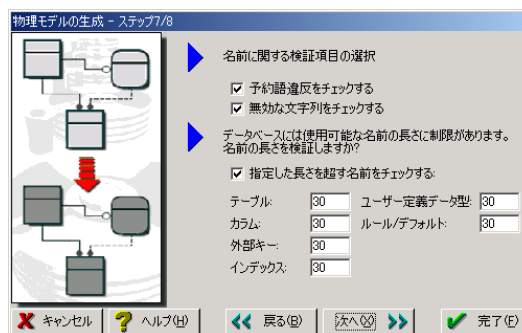 物理モデルの生成 - ステップ7/8
名前に関する検証項目の選択
予約語違反をチェックする
無効な文字列をチェックする
データベースには使用可能な名前の長さに制限があります。
名前の長さを検証しますか?
指定した長さを超す名前をチェックする:
テーブル: 30 ユーザー定義データ型: 30
カラム: 30 ルール/デフォルト: 30
外部キー: 30
インデックス: 30
キャンセル ヘルプ(H) 戻る(B) 次へ(X) 完了(F)